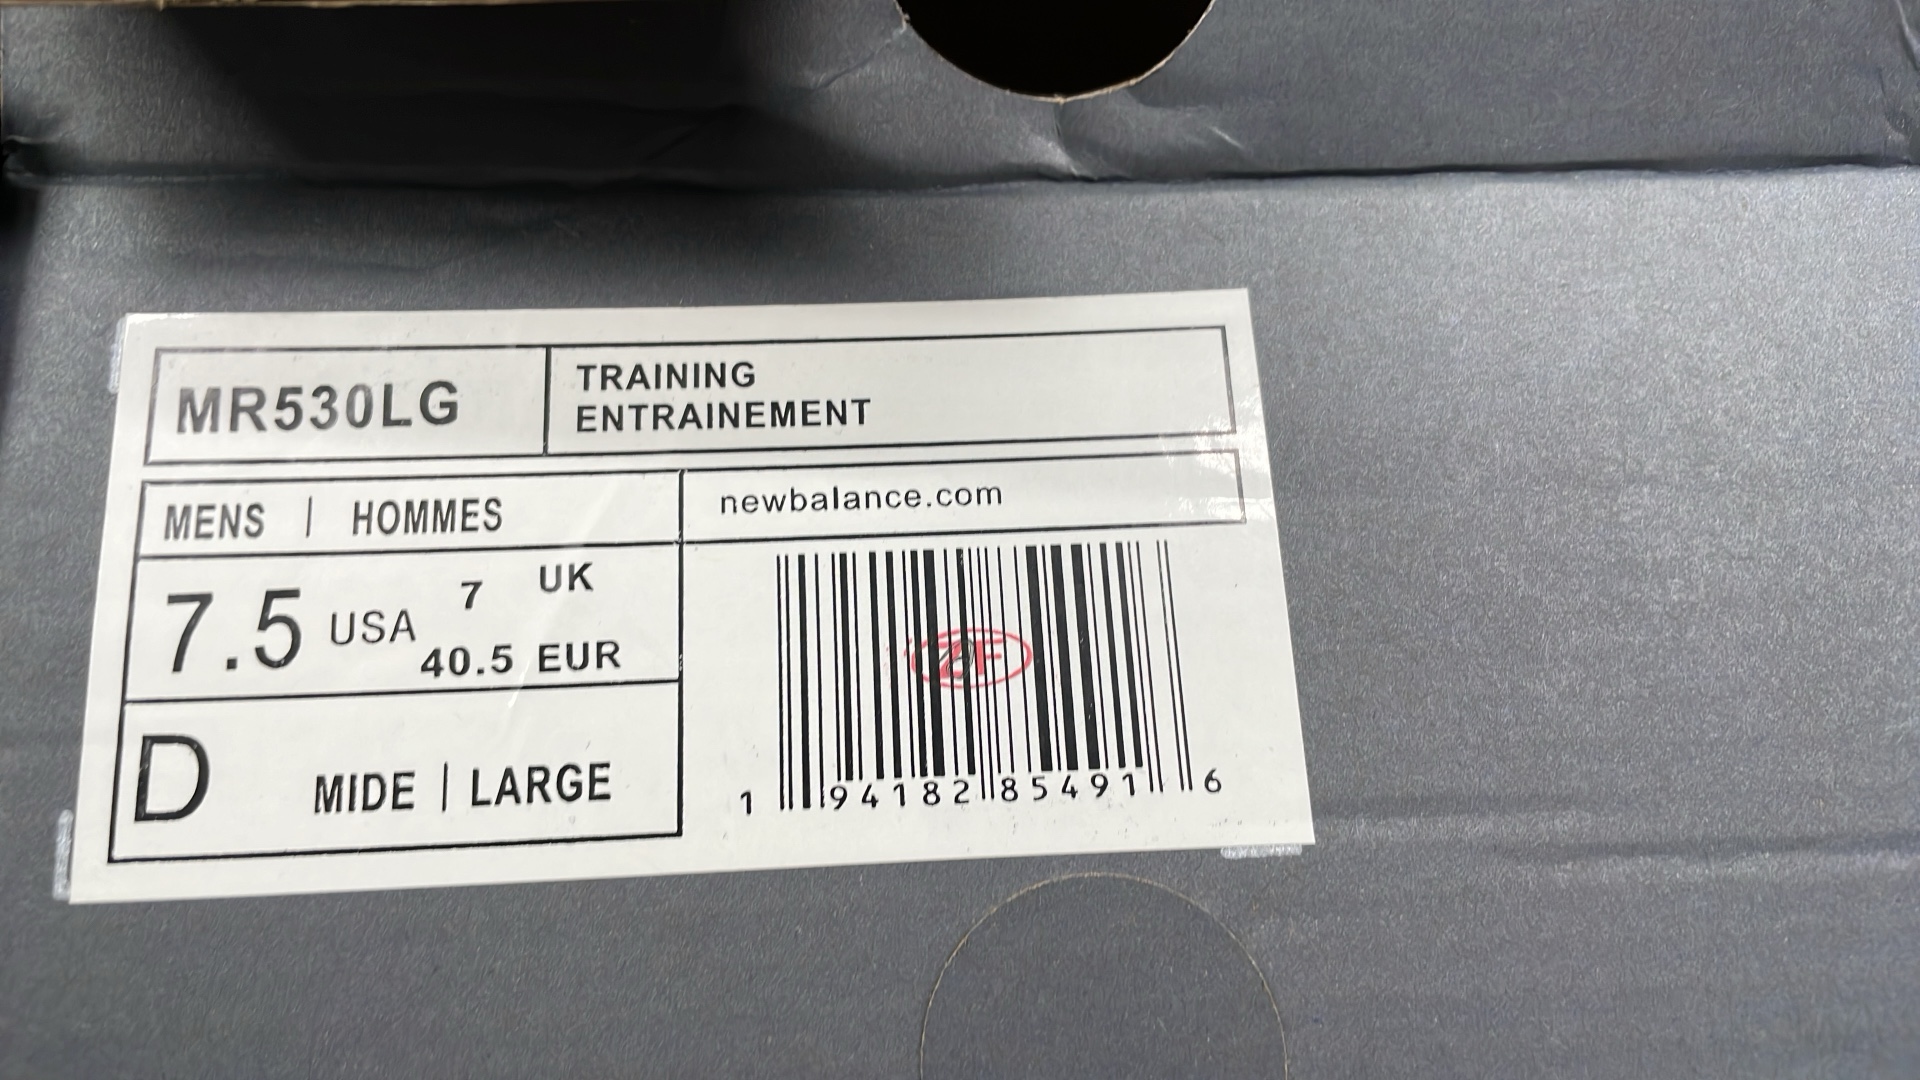 MR530LG
TRAINING
ENTRAINEMENT
MENS | HOMMES
newbalance.com
7.5 USA
7 UK
40.5 EUR
D
MIDE | LARGE
1 94182 85491 6